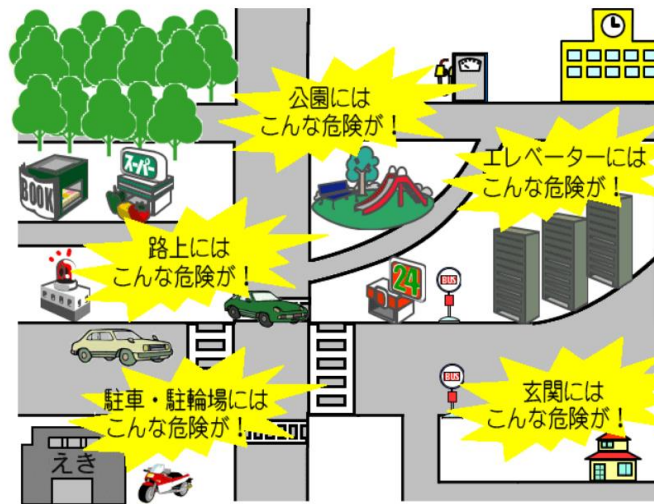 公園には
こんな危険が！
エレベーターには
こんな危険が！
BOOK
スーパー
路上には
こんな危険が！
24
BUS
BUS
駐車・駐輪場には
こんな危険が！
玄関には
こんな危険が！
えき